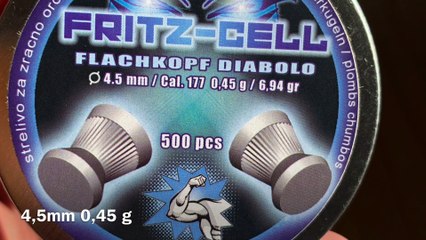 FRITZ-CELL
FLACHKOPF DIABOLO
Ø 4.5 mm / Cal. 177 0,45 g / 6,94 gr
500 pcs
strelivo za zracno
/ plombs chumbos
4,5mm 0,45 g